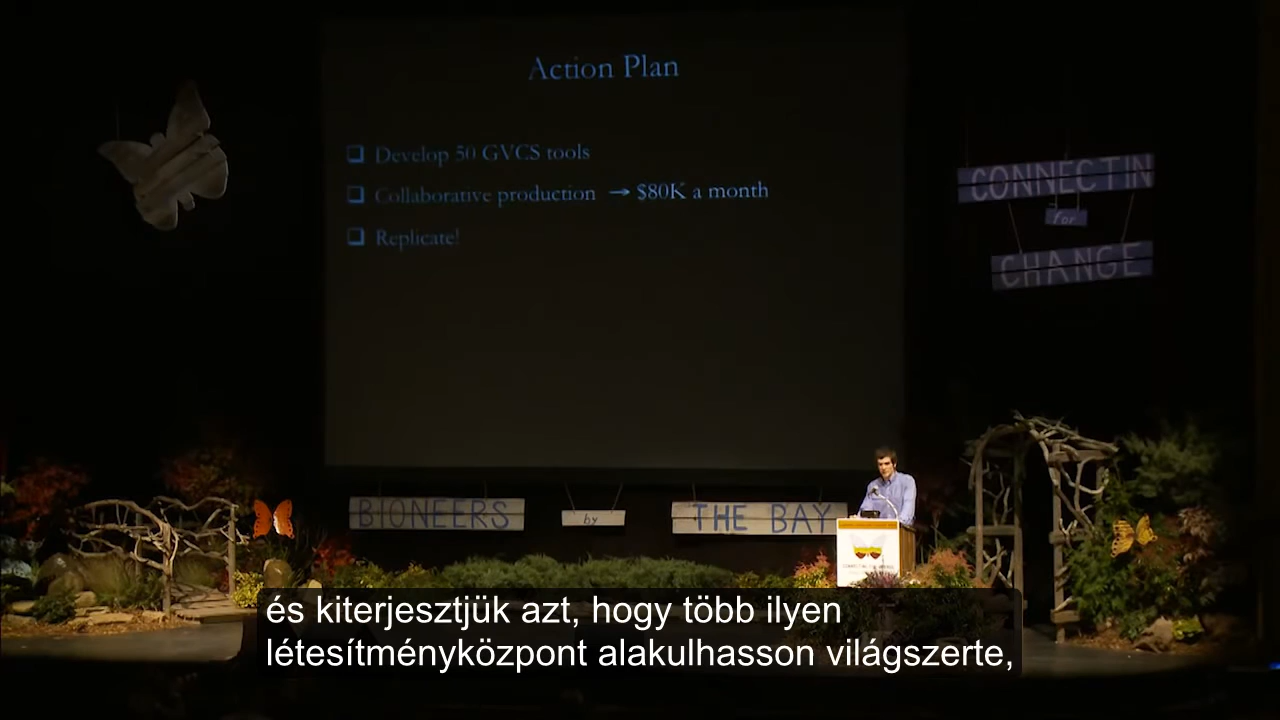 Action Plan
❑ Develop 50 GVCS tools
❑ Collaborative production → $80K a month
❑ Replicate!
CONNECTIN
for
CHANGE
BIONEERS by THE BAY
és kiterjesztjük azt, hogy több ilyen
létesítményközpont alakulhasson világszerte,